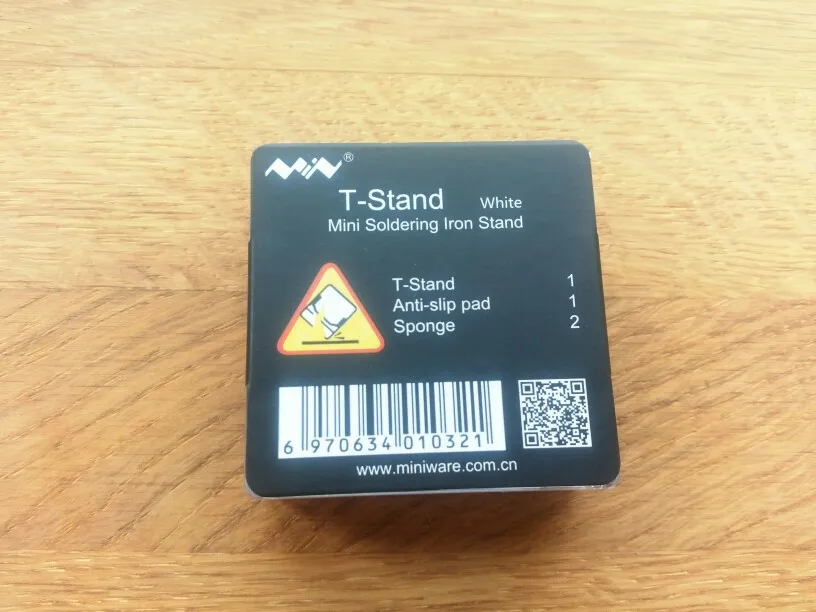 MiN®
T-Stand White
Mini Soldering Iron Stand
T-Stand 1
Anti-slip pad 1
Sponge 2
6 970634 010321
www.miniware.com.cn